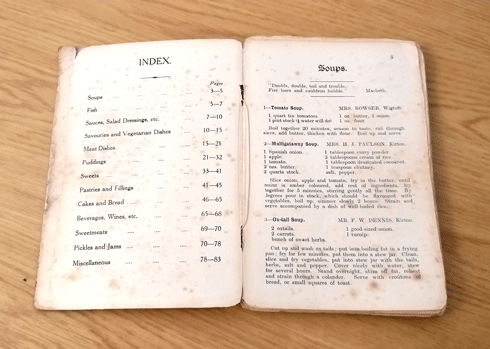 INDEX.
Pages
Soups 3—5
Fish 5—7
Sauces, Salad Dressings, etc. 7—10
Savouries and Vegetarian Dishes 10—15
Meat Dishes 15—21
Puddings 21—32
Sweets 33—41
Pastries and Fillings 41—45
Cakes and Bread 46—65
Beverages, Wines, etc. 65—68
Sweetmeats 69—70
Pickles and Jams 70—78
Miscellaneous 78—83
Soups.
Double, double, toil and trouble,
Fire burn and cauldron bubble. Macbeth.
1—Tomato Soup. MRS. BOWSER,
1 quart tin tomatoes. 1 oz. butter, 1 onion.
1 pint stock or water will do 1 oz. flour.
Boil together 20 minutes, season to taste, rub through
sieve, add butter, thicken with flour. Boil up and serve.
2—Mulligatawny Soup. MRS. H. J. PAULSON, Kirton.
1 Spanish onion. 1 tablespoon curry powder.
1 apple. 2 tablespoons cream of rice.
1 tomato. 1 tablespoon desiccated cocoanut.
2 ozs. butter. 1 teaspoon chutney.
2 quarts stock. salt, pepper.
Slice onion, apple and tomato, fry in the butter, until
onion is amber coloured, add rest of ingredients. Fry
together for 5 minutes, stirring gently all the time.
pour in stock, which should be thickened with
vegetables, boil up, simmer slowly 2 hours. Strain and
serve accompanied by a dish of well-boiled rice.
3—Ox-tail Soup. MR. F. W. DENNIS, Kirton.
2 oxtails. 1 good sized onion.
2 carrots. 1 turnip.
bunch of sweet herbs.
Cut up and wash ox tails: put into boiling fat in a frying
pan; fry for few minutes, put them into a stew jar. Clean,
slice and fry vegetables, put into stew jar with the tails,
herbs, salt and pepper. Cover nicely with water, stew
for several hours. Stand overnight, skim off fat, reheat
and strain through a colander. Serve with croutons of
bread, or small squares of toast.